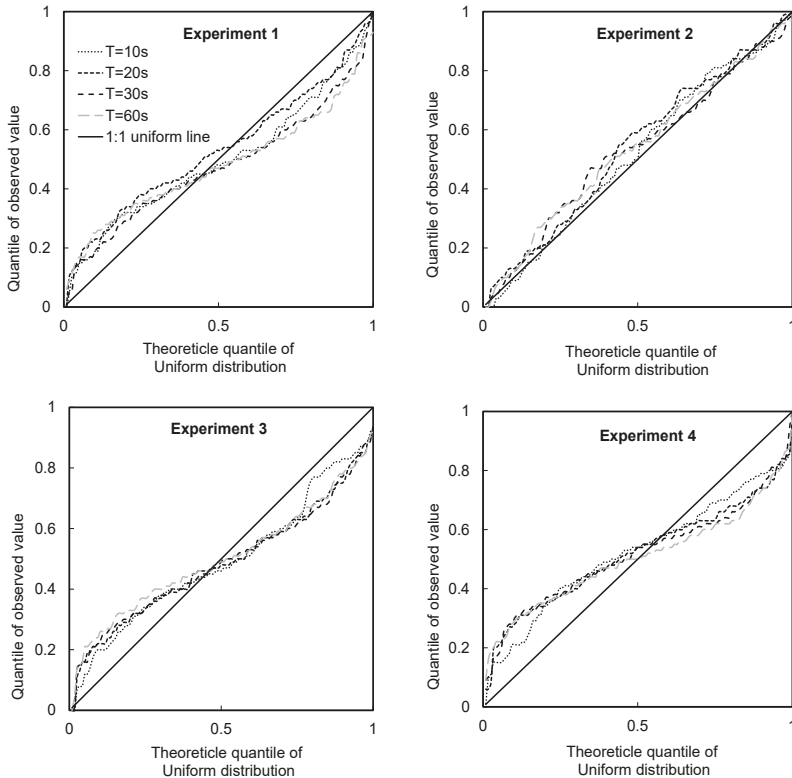 Experiment 1
T=10s
T=20s
T=30s
T=60s
1:1 uniform line
1
0.8
0.6
0.4
0.2
0
0
0.5
1
Quantile of observed value
Theoreticle quantile of
Uniform distribution
Experiment 2
1
0.8
0.6
0.4
0.2
0
0
0.5
1
Quantile of observed value
Theoreticle quantile of
Uniform distribution
Experiment 3
1
0.8
0.6
0.4
0.2
0
0
0.5
1
Quantile of observed value
Theoreticle quantile of
Uniform distribution
Experiment 4
1
0.8
0.6
0.4
0.2
0
0
0.5
1
Quantile of observed value
Theoreticle quantile of
Uniform distribution